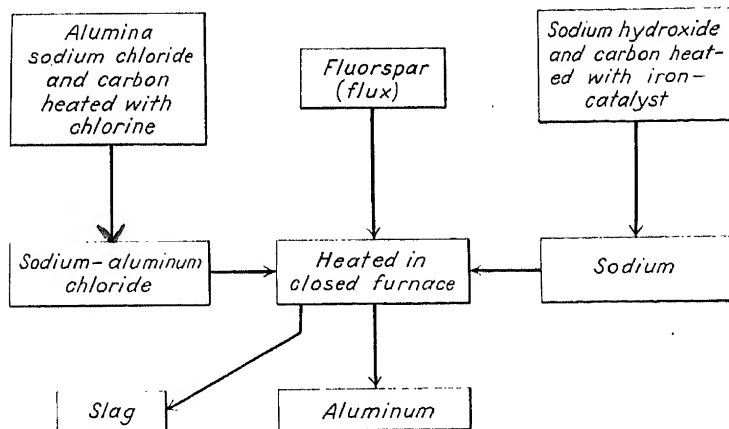 Alumina
sodium chloride
and carbon
heated with
chlorine
Fluorspar
(flux)
Sodium hydroxide
and carbon heat-
ed with iron-
catalyst
Sodium-aluminum
chloride
Heated in
closed furnace
Sodium
Slag
Aluminum